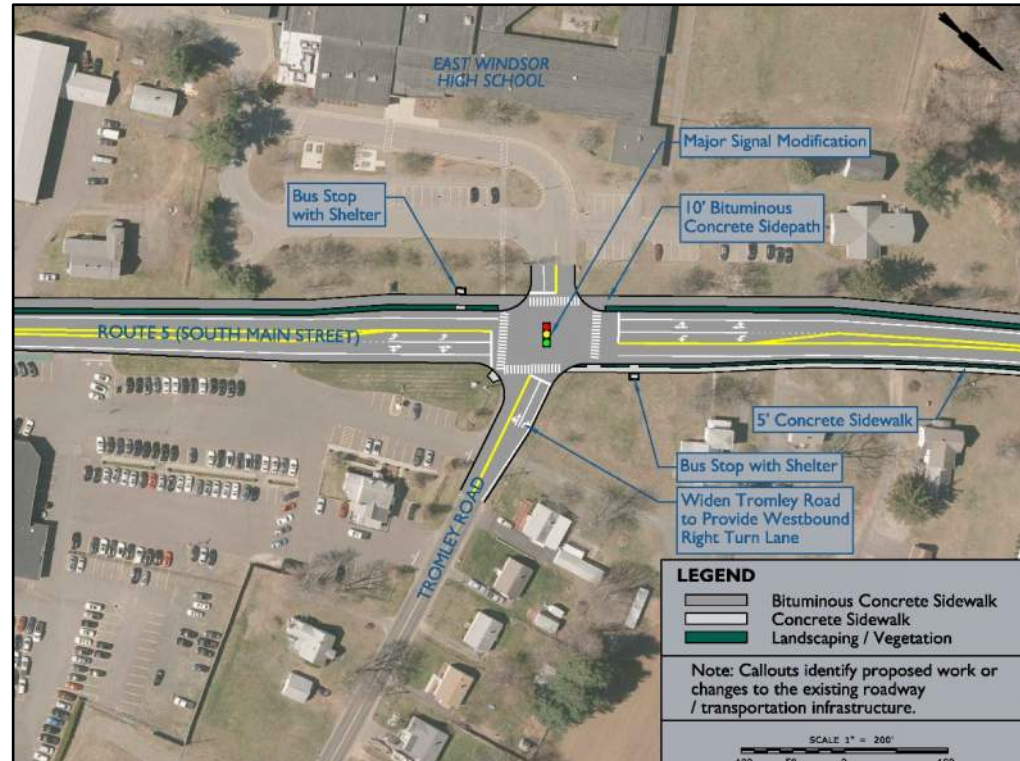 EAST WINDSOR
HIGH SCHOOL
Major Signal Modification
Bus Stop
with Shelter
10' Bituminous
Concrete Sidepath
ROUTE 5 (SOUTH MAIN STREET)
5' Concrete Sidewalk
Bus Stop with Shelter
Widen Tromley Road
to Provide Westbound
Right Turn Lane
TROMLEY ROAD
LEGEND
Bituminous Concrete Sidewalk
Concrete Sidewalk
Landscaping / Vegetation
Note: Callouts identify proposed work or
changes to the existing roadway
/ transportation infrastructure.
SCALE 1" = 200'